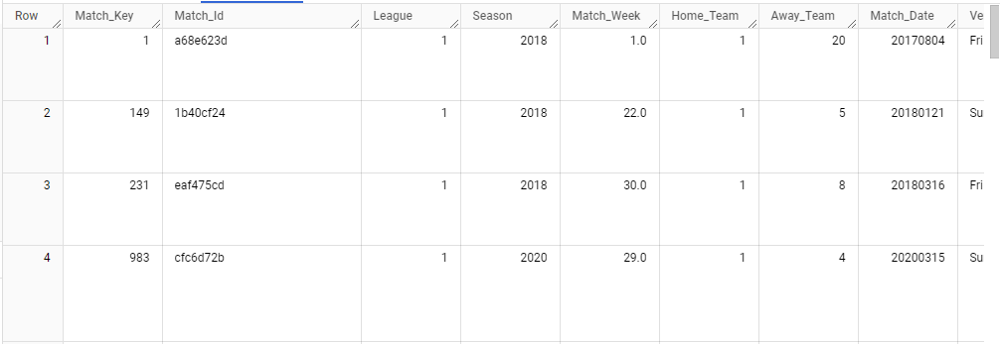 Row Match_Key Match_Id League Season Match_Week Home_Team Away_Team Match_Date Ve
1 1 a68e623d 1 2018 1.0 1 20 20170804 Fri
2 149 1b40cf24 1 2018 22.0 1 5 20180121 Su
3 231 eaf475cd 1 2018 30.0 1 8 20180316 Fri
4 983 cfc6d72b 1 2020 29.0 1 4 20200315 Su